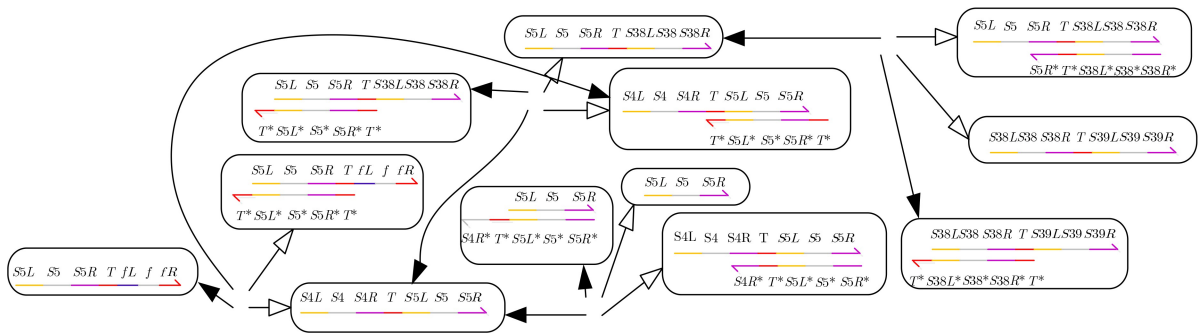 S5L S5 S5R T S38L S38 S38R
S5L S5 S5R T S38L S38 S38R
S5R* T* S38L* S38* S38R*
S5L S5 S5R T S38L S38 S38R
T* S5L* S5* S5R* T*
S4L S4 S4R T S5L S5 S5R
T* S5L* S5* S5R* T*
S38L S38 S38R T S39L S39 S39R
S5L S5 S5R T fL f fR
T* S5L* S5* S5R* T*
S5L S5 S5R
S4R* T* S5L* S5* S5R*
S5L S5 S5R
S4L S4 S4R T S5L S5 S5R
S4R* T* S5L* S5* S5R*
S38L S38 S38R T S39L S39 S39R
T* S38L* S38* S38R* T*
S5L S5 S5R T fL f fR
S4L S4 S4R T S5L S5 S5R